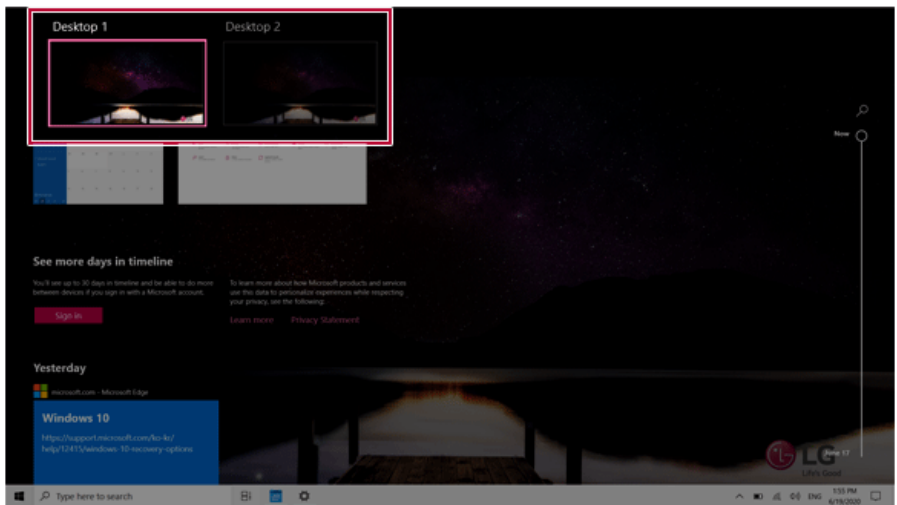 Desktop 1
Desktop 2
Now
See more days in timeline
You'll see up to 30 days in timeline and be able to do more
between devices if you sign in with a Microsoft account.
Sign in
To learn more about how Microsoft products and services
use this data to personalize experiences while respecting
your privacy, see the following:
Learn more
Privacy Statement
Yesterday
microsoft.com - Microsoft Edge
Windows 10
https://support.microsoft.com/ko-kr/
help/12415/windows-10-recovery-options
LG
Life's Good
June 17
Type here to search
ENG
1:55 PM
6/19/2020